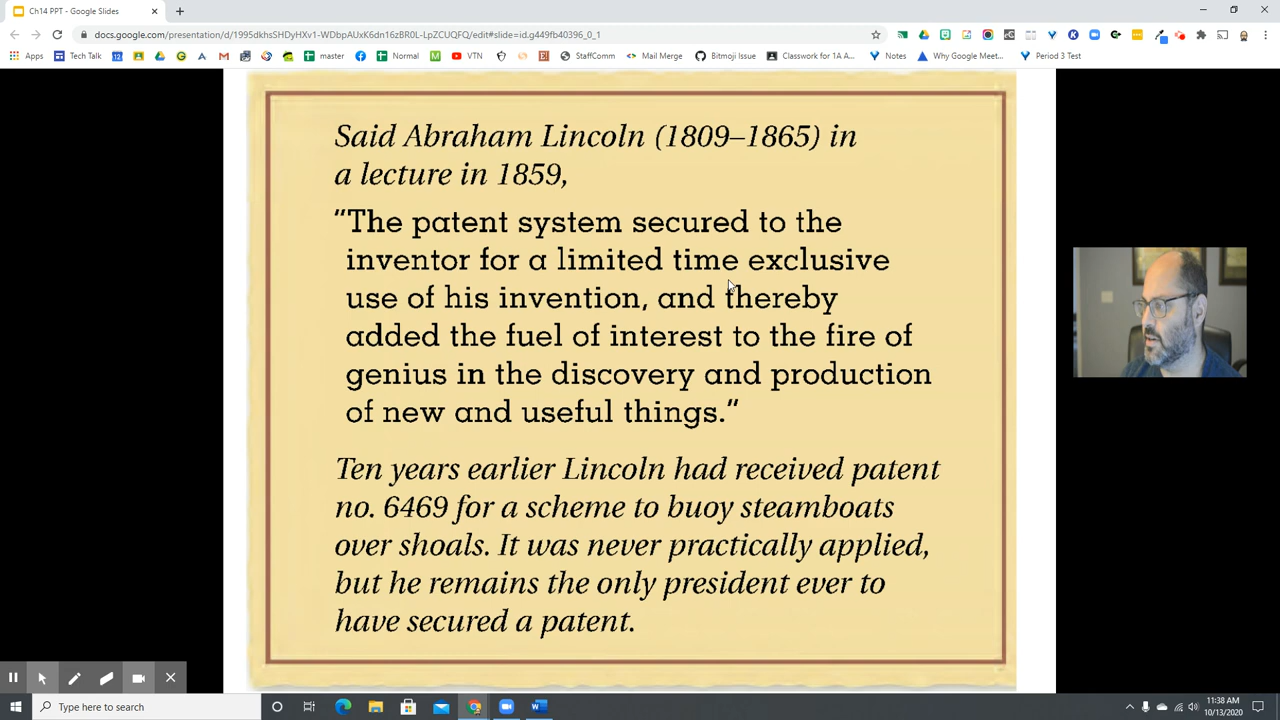 Ch14 PPT - Google Slides
docs.google.com/presentation/d/1995dkhsSHDyHXv1-WDbpAUxK6dn16bR0L-LpZCUQFQ/edit#slide=id.g449fb40396_0_1
Apps Tech Talk master Normal VTN StaffComm Mail Merge Bitmoji Issue Classwork for 1A A... Notes Why Google Meet... Period 3 Test
Said Abraham Lincoln (1809–1865) in
a lecture in 1859,
"The patent system secured to the
inventor for a limited time exclusive
use of his invention, and thereby
added the fuel of interest to the fire of
genius in the discovery and production
of new and useful things."
Ten years earlier Lincoln had received patent
no. 6469 for a scheme to buoy steamboats
over shoals. It was never practically applied,
but he remains the only president ever to
have secured a patent.
Type here to search
11:38 AM
10/13/2020